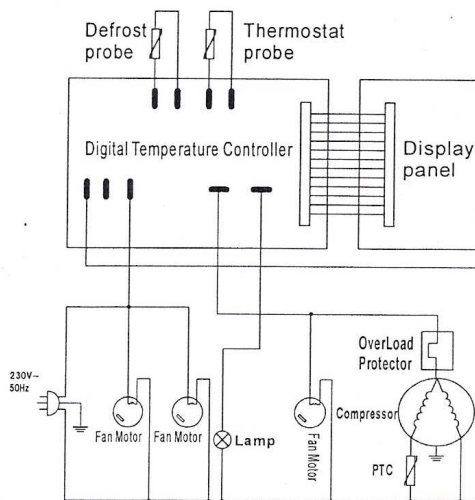 Defrost
probe
Thermostat
probe
Digital Temperature Controller
Display
panel
OverLoad
Protector
230V~
50Hz
Compressor
Fan Motor
Fan Motor
Lamp
Fan Motor
PTC